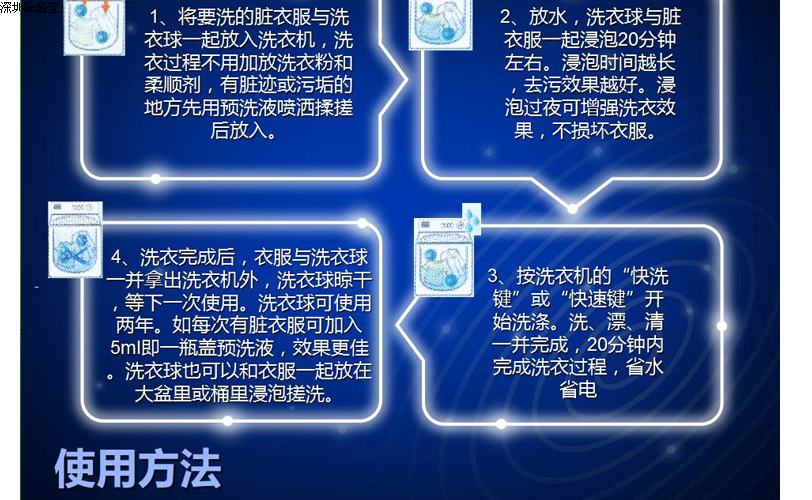 1、将要洗的脏衣服与洗
衣球一起放入洗衣机，洗
衣过程不用加放洗衣粉和
柔顺剂，有脏迹或污垢的
地方先用预洗液喷洒揉搓
后放入。
2、放水，洗衣球与脏
衣服一起浸泡20分钟
左右。浸泡时间越长
，去污效果越好。浸
泡过夜可增强洗衣效
果，不损坏衣服。
3、按洗衣机的“快洗
键”或“快速键”开
始洗涤。洗、漂、清
一并完成，20分钟内
完成洗衣过程，省水
省电
4、洗衣完成后，衣服与洗衣球
一并拿出洗衣机外，洗衣球晾干
，等下一次使用。洗衣球可使用
两年。如每次有脏衣服可加入
5ml即一瓶盖预洗液，效果更佳
。洗衣球也可以和衣服一起放在
大盆里或桶里浸泡搓洗。
使用方法